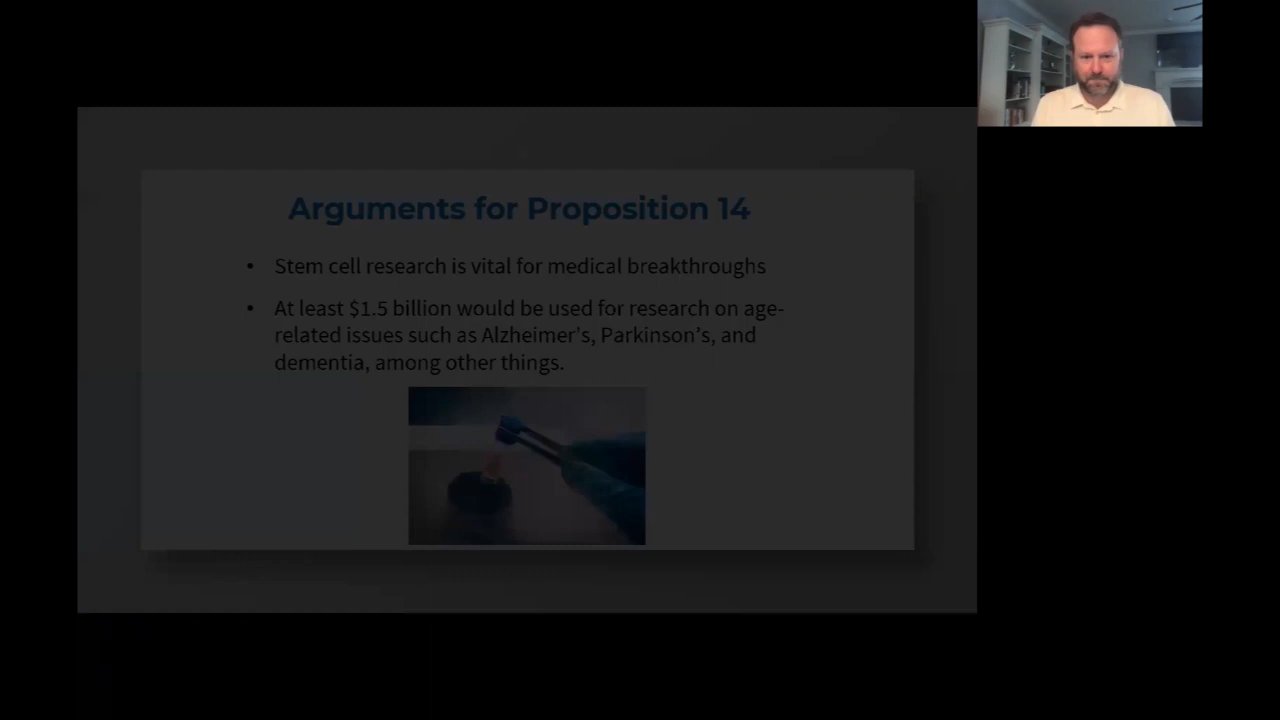 Arguments for Proposition 14
• Stem cell research is vital for medical breakthroughs
• At least $1.5 billion would be used for research on age-
related issues such as Alzheimer’s, Parkinson’s, and
dementia, among other things.